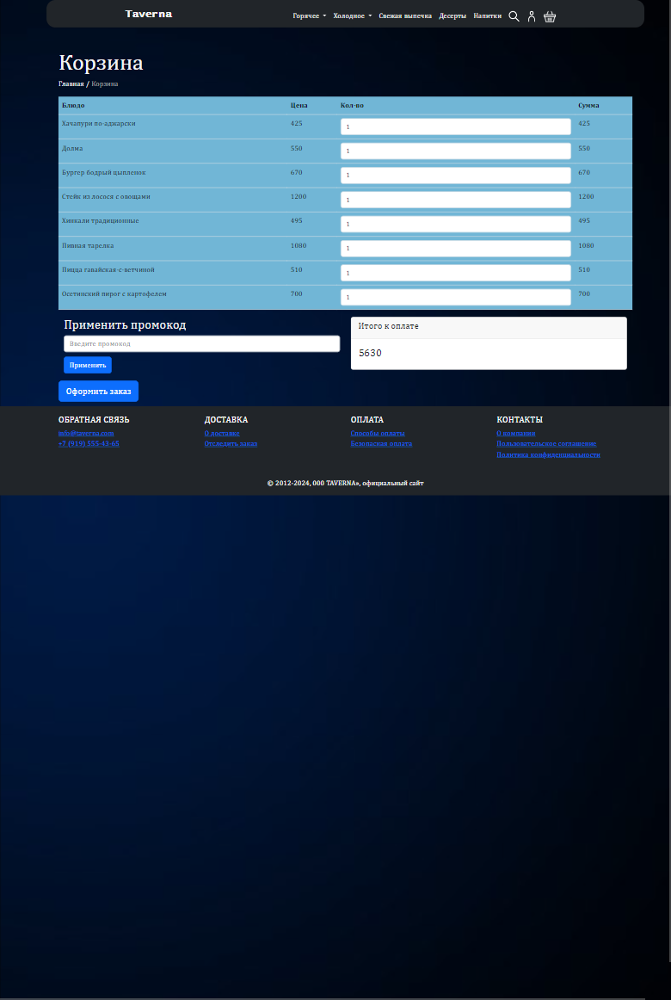 Taverna Горячее Холодное Свежая выпечка Десерты Напитки
Корзина
Главная / Корзина
Блюдо Цена Кол-во Сумма
Хачапури по-аджарски 425 1 425
Долма 550 1 550
Бургер бодрый цыпленок 670 1 670
Стейк из лосося с овощами 1200 1 1200
Хинкали традиционные 495 1 495
Пивная тарелка 1080 1 1080
Пицца гавайская-с-ветчиной 510 1 510
Осетинский пирог с картофелем 700 1 700
Применить промокод
Введите промокод
Применить
Итого к оплате
5630
Оформить заказ
ОБРАТНАЯ СВЯЗЬ
info@taverna.com
+7 (919) 555-43-65
ДОСТАВКА
О доставке
Отследить заказ
ОПЛАТА
Способы оплаты
Безопасная оплата
КОНТАКТЫ
О компании
Пользовательское соглашение
Политика конфиденциальности
© 2012-2024, ООО TAVERNA», официальный сайт